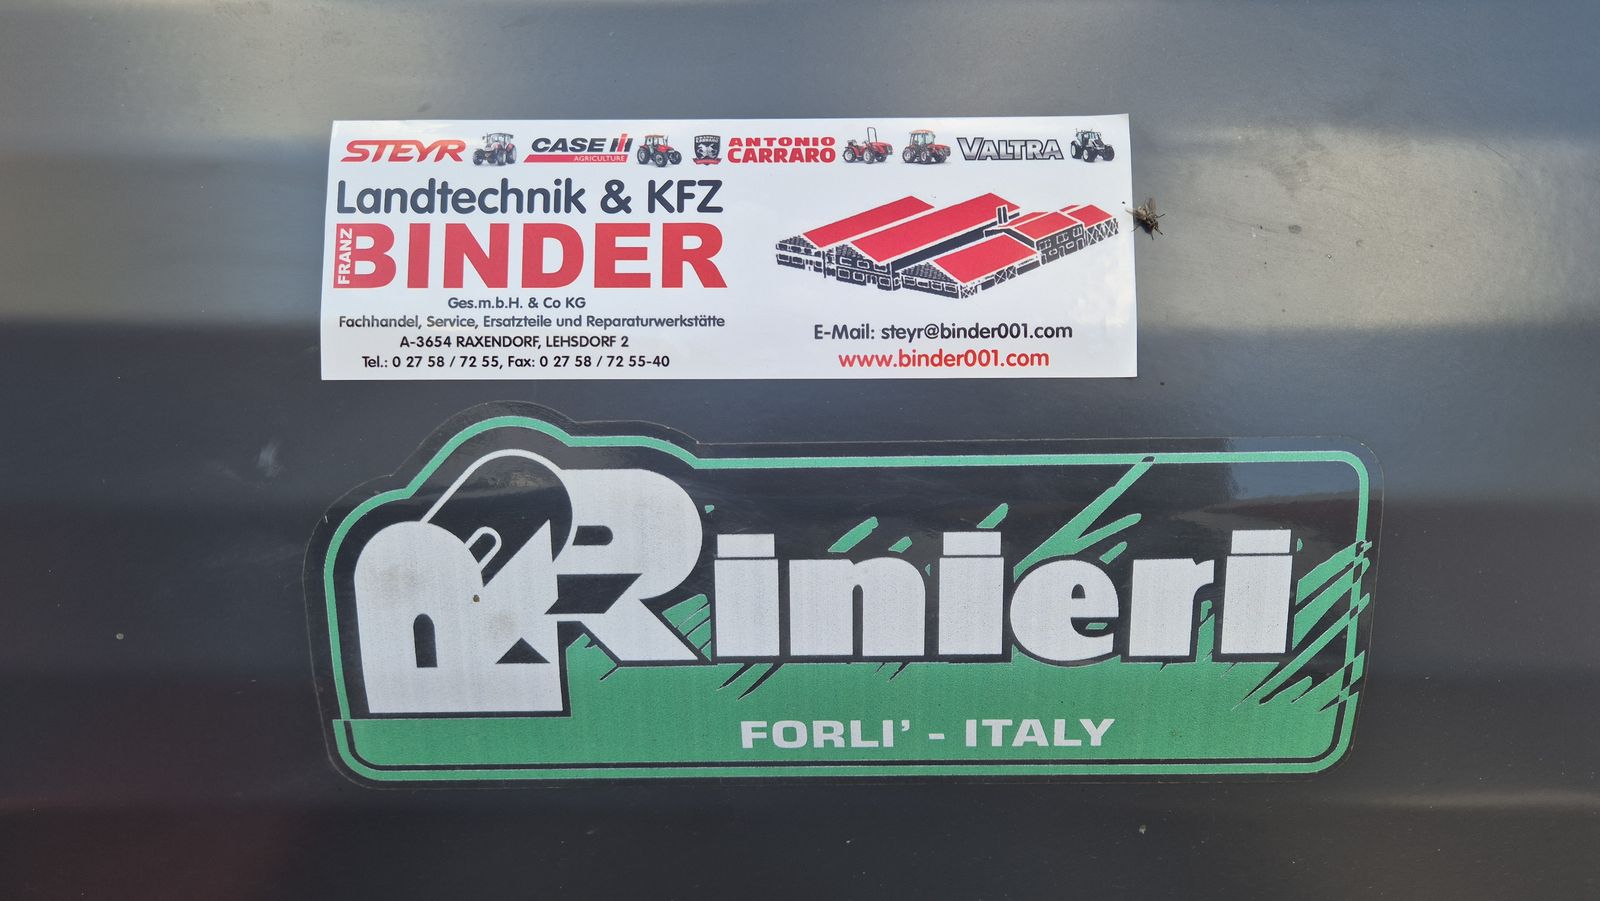 STEYR CASE IH AGRICULTURE ANTONIO CARRARO VALTRA
Landtechnik & KFZ
FRANZ BINDER
Ges.m.b.H. & Co KG
Fachhandel, Service, Ersatzteile und Reparaturwerkstätte
A-3654 RAXENDORF, LEHSDORF 2
Tel.: 0 27 58 / 72 55, Fax: 0 27 58 / 72 55-40
E-Mail: steyr@binder001.com
www.binder001.com
Rinieri
FORLI' - ITALY